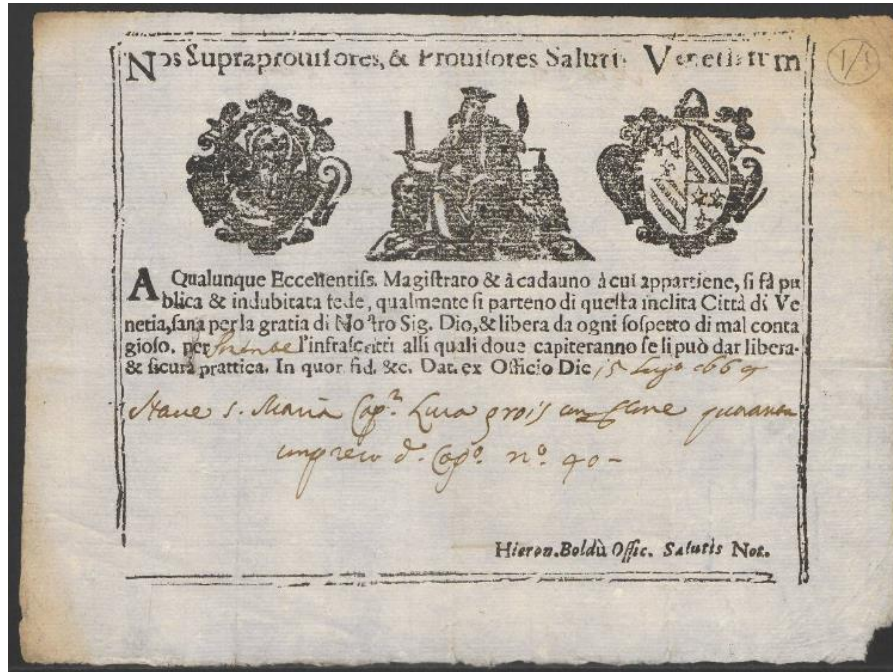 Nos Supraprouisores, & Prouisores Salutis Venetiarum
1/1
A Qualunque Eccellentiſs. Magiſtrato & à cadauno à cui appartiene, ſi fà pu
blica & indubitata fede, qualmente ſi parteno di queſta inclita Città di Ve
netia, ſana per la gratia di Noſtro Sig. Dio, & libera da ogni ſoſpetto di mal conta
gioſo. per l'infraſcritti alli quali doue capiteranno ſe li può dar libera-
& ſicura prattica. In quor fid. &c. Dat. ex Officio Die 15
Naue s. Maria Cap.º Luca
d. Cap.º n.º 40 -
Hieron. Boldù Offic. Salutis Not.